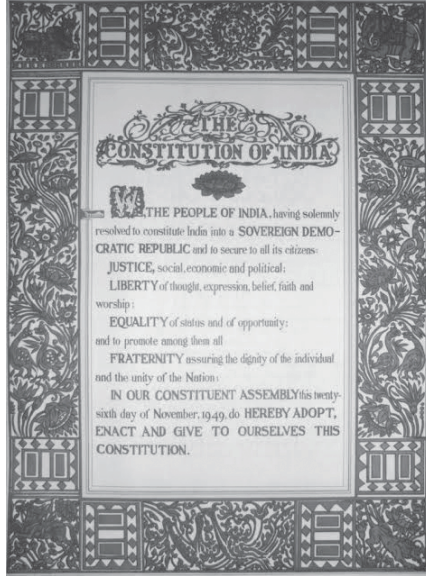 THE
CONSTITUTION OF INDIA
WE, THE PEOPLE OF INDIA, having solemnly
resolved to constitute India into a SOVEREIGN DEMO-
CRATIC REPUBLIC and to secure to all its citizens:
JUSTICE, social, economic and political;
LIBERTY of thought, expression, belief, faith and
worship;
EQUALITY of status and of opportunity;
and to promote among them all
FRATERNITY assuring the dignity of the individual
and the unity of the Nation;
IN OUR CONSTITUENT ASSEMBLY this twenty-
sixth day of November, 1949, do HEREBY ADOPT,
ENACT AND GIVE TO OURSELVES THIS
CONSTITUTION.